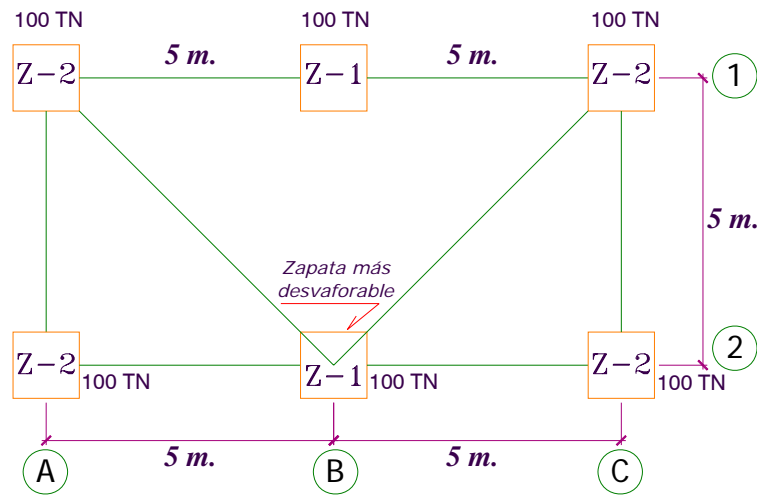 100 TN
100 TN
100 TN
5 m.
5 m.
Z-2
Z-1
Z-2
1
5 m.
Zapata más
desvaforable
2
Z-2
100 TN
Z-1
100 TN
Z-2
100 TN
5 m.
5 m.
A
B
C